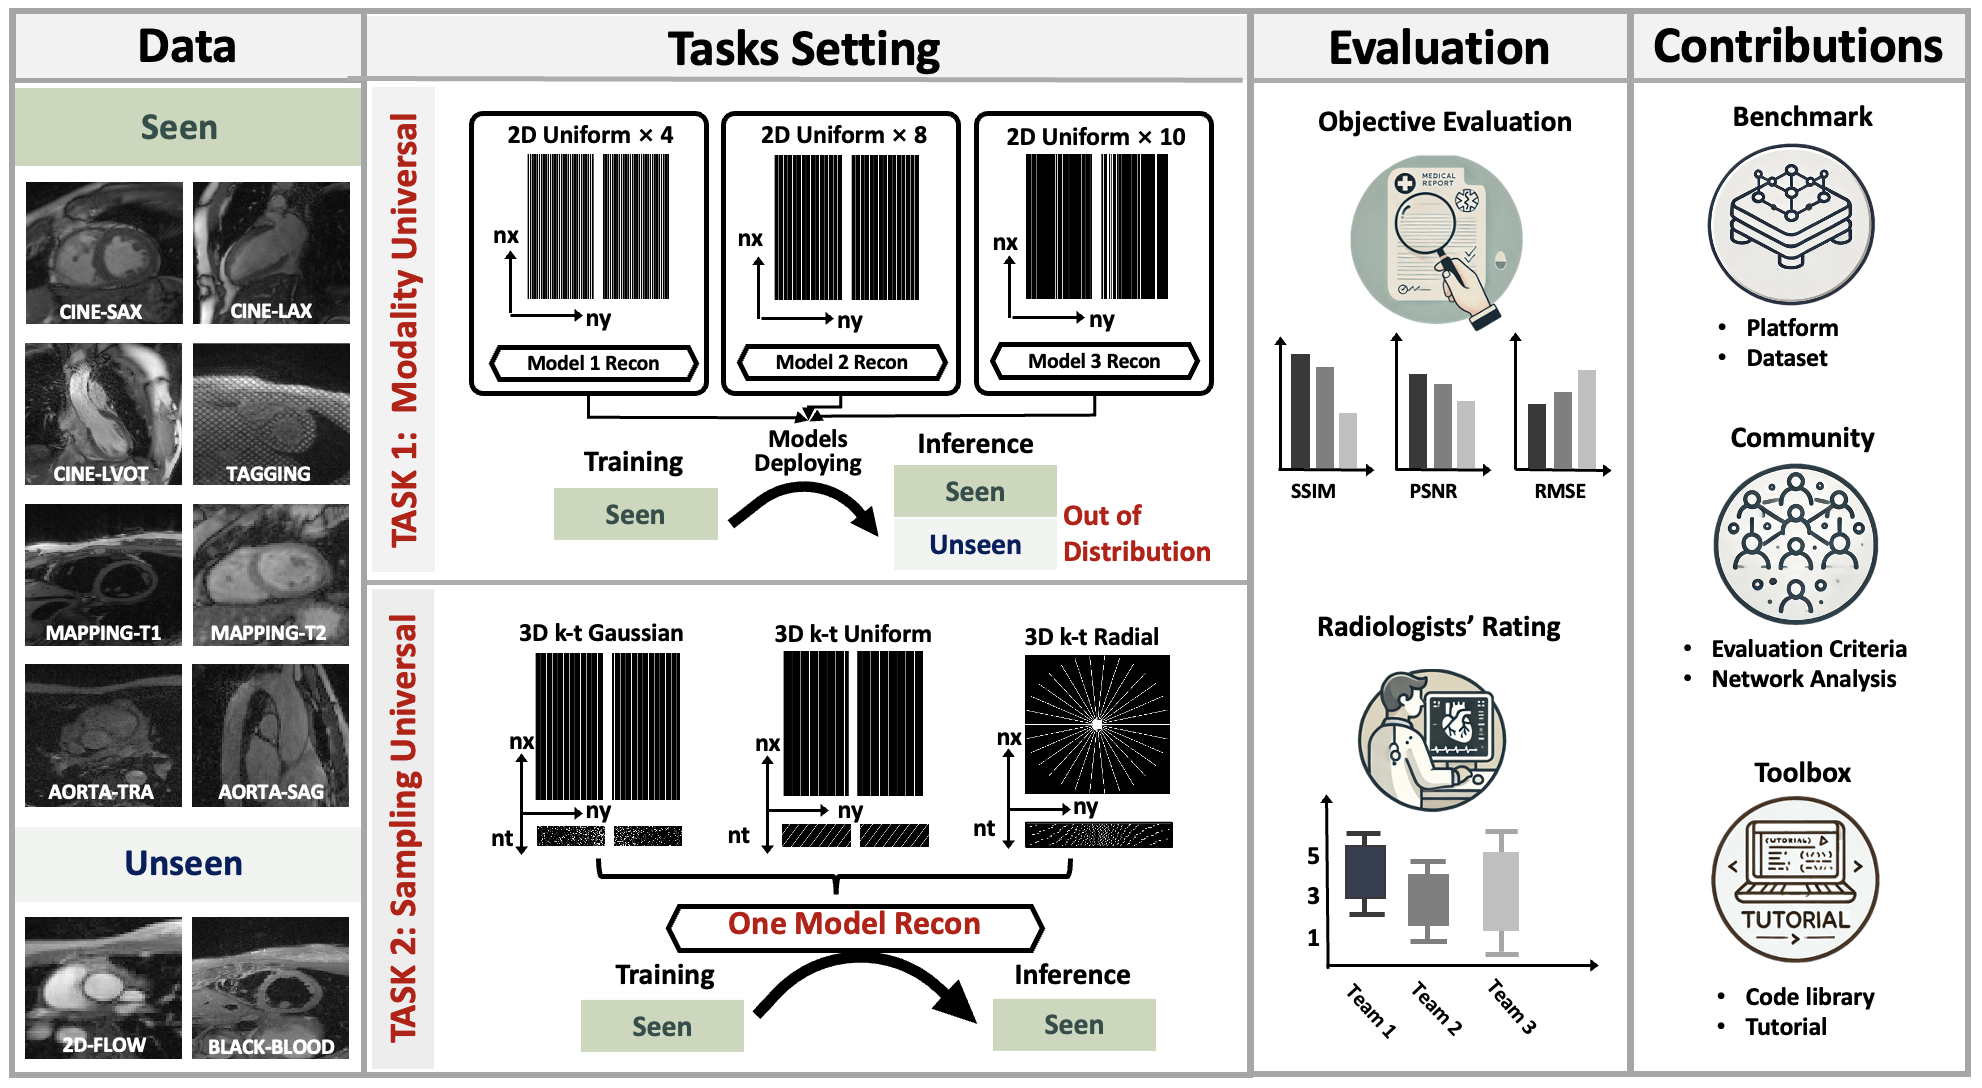 Data
Tasks Setting
Evaluation
Contributions
Seen
CINE-SAX
CINE-LAX
CINE-LVOT
TAGGING
MAPPING-T1
MAPPING-T2
AORTA-TRA
AORTA-SAG
Unseen
2D-FLOW
BLACK-BLOOD
TASK 1: Modality Universal
2D Uniform × 4
nx
ny
Model 1 Recon
2D Uniform × 8
nx
ny
Model 2 Recon
2D Uniform × 10
nx
ny
Model 3 Recon
Training
Seen
Models
Deploying
Inference
Seen
Unseen
Out of
Distribution
TASK 2: Sampling Universal
3D k-t Gaussian
nx
ny
nt
3D k-t Uniform
nx
ny
nt
3D k-t Radial
nx
ny
nt
One Model Recon
Training
Seen
Inference
Seen
Objective Evaluation
MEDICAL
REPORT
SSIM
PSNR
RMSE
Radiologists’ Rating
5
3
1
Team 1
Team 2
Team 3
Benchmark
• Platform
• Dataset
Community
• Evaluation Criteria
• Network Analysis
Toolbox
TUTORIAL
• Code library
• Tutorial